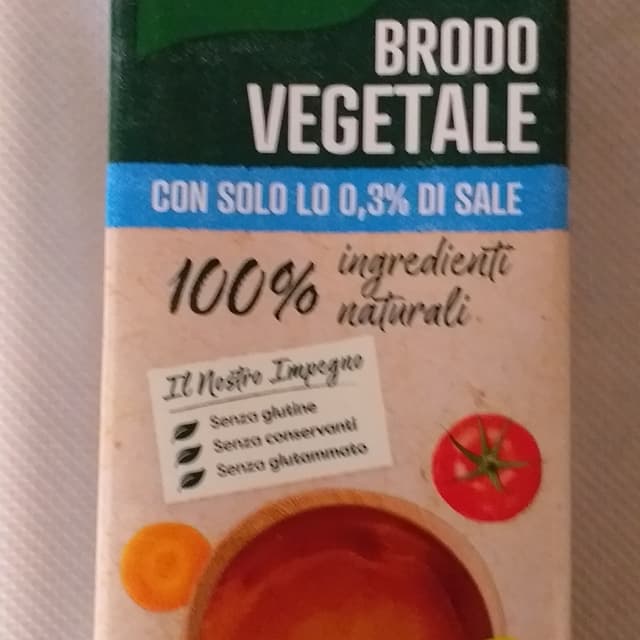 BRODO
VEGETALE
CON SOLO LO 0,3% DI SALE
100% ingredienti
naturali
Il Nostro Impegno
Senza glutine
Senza conservanti
Senza glutammato